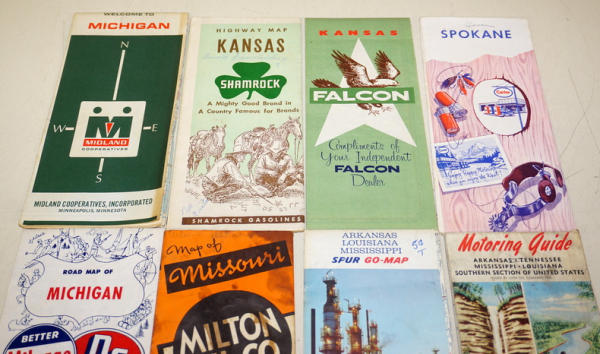 WELCOME TO
MICHIGAN
N
W
E
M
MIDLAND
COOPERATIVES
S
MIDLAND COOPERATIVES, INCORPORATED
MINNEAPOLIS, MINNESOTA
HIGHWAY MAP
KANSAS
SHAMROCK
A Mighty Good Brand in
A Country Famous for Brands
SHAMROCK GASOLINES
KANSAS
FALCON
Compliments of
Your Independent
FALCON
Dealer
SPOKANE
ROAD MAP OF
MICHIGAN
BETTER
Map of
Missouri
MILTON
CO
ARKANSAS
LOUISIANA
MISSISSIPPI
SPUR GO-MAP
Motoring Guide
ARKANSAS • TENNESSEE
MISSISSIPPI • LOUISIANA
SOUTHERN SECTION OF UNITED STATES